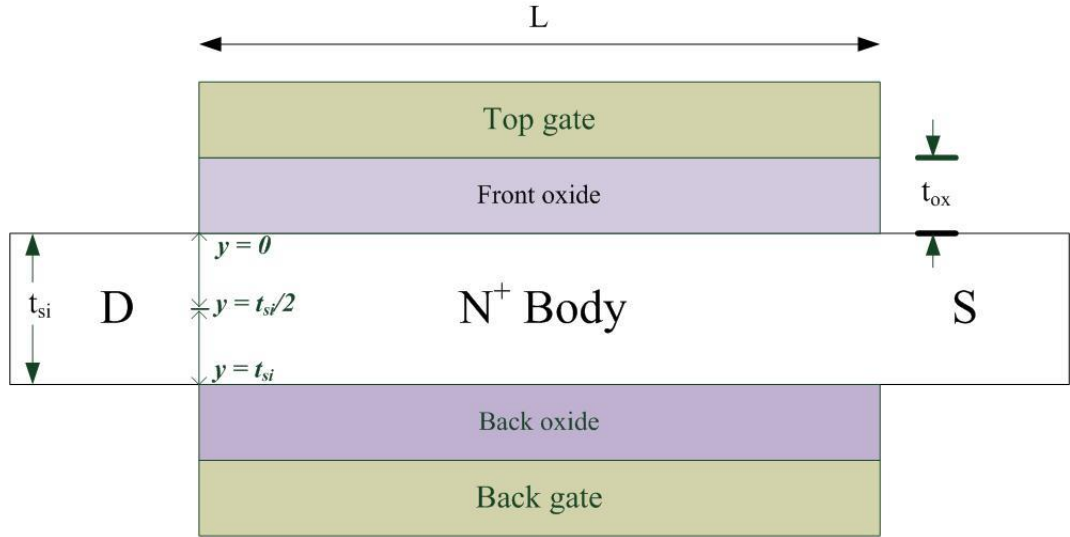 L
Top gate
Front oxide
t_ox
y = 0
t_si
D
y = t_si/2
N⁺ Body
S
y = t_si
Back oxide
Back gate